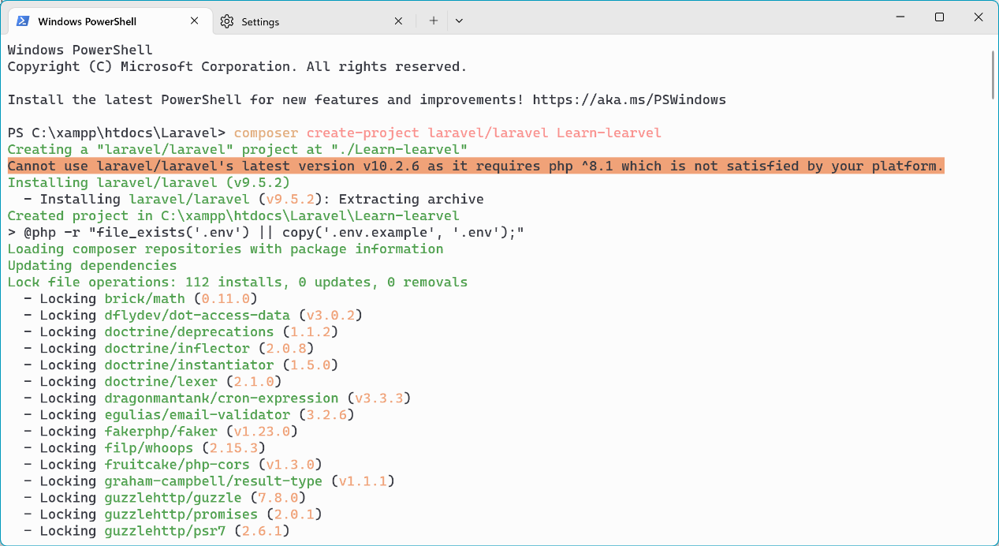 Windows PowerShell
Settings
Windows PowerShell
Copyright (C) Microsoft Corporation. All rights reserved.
Install the latest PowerShell for new features and improvements! https://aka.ms/PSWindows
PS C:\xampp\htdocs\Laravel> composer create-project laravel/laravel Learn-learvel
Creating a "laravel/laravel" project at "./Learn-learvel"
Cannot use laravel/laravel's latest version v10.2.6 as it requires php ^8.1 which is not satisfied by your platform.
Installing laravel/laravel (v9.5.2)
  - Installing laravel/laravel (v9.5.2): Extracting archive
Created project in C:\xampp\htdocs\Laravel\Learn-learvel
> @php -r "file_exists('.env') || copy('.env.example', '.env');"
Loading composer repositories with package information
Updating dependencies
Lock file operations: 112 installs, 0 updates, 0 removals
  - Locking brick/math (0.11.0)
  - Locking dflydev/dot-access-data (v3.0.2)
  - Locking doctrine/deprecations (1.1.2)
  - Locking doctrine/inflector (2.0.8)
  - Locking doctrine/instantiator (1.5.0)
  - Locking doctrine/lexer (2.1.0)
  - Locking dragonmantank/cron-expression (v3.3.3)
  - Locking egulias/email-validator (3.2.6)
  - Locking fakerphp/faker (v1.23.0)
  - Locking filp/whoops (2.15.3)
  - Locking fruitcake/php-cors (v1.3.0)
  - Locking graham-campbell/result-type (v1.1.1)
  - Locking guzzlehttp/guzzle (7.8.0)
  - Locking guzzlehttp/promises (2.0.1)
  - Locking guzzlehttp/psr7 (2.6.1)